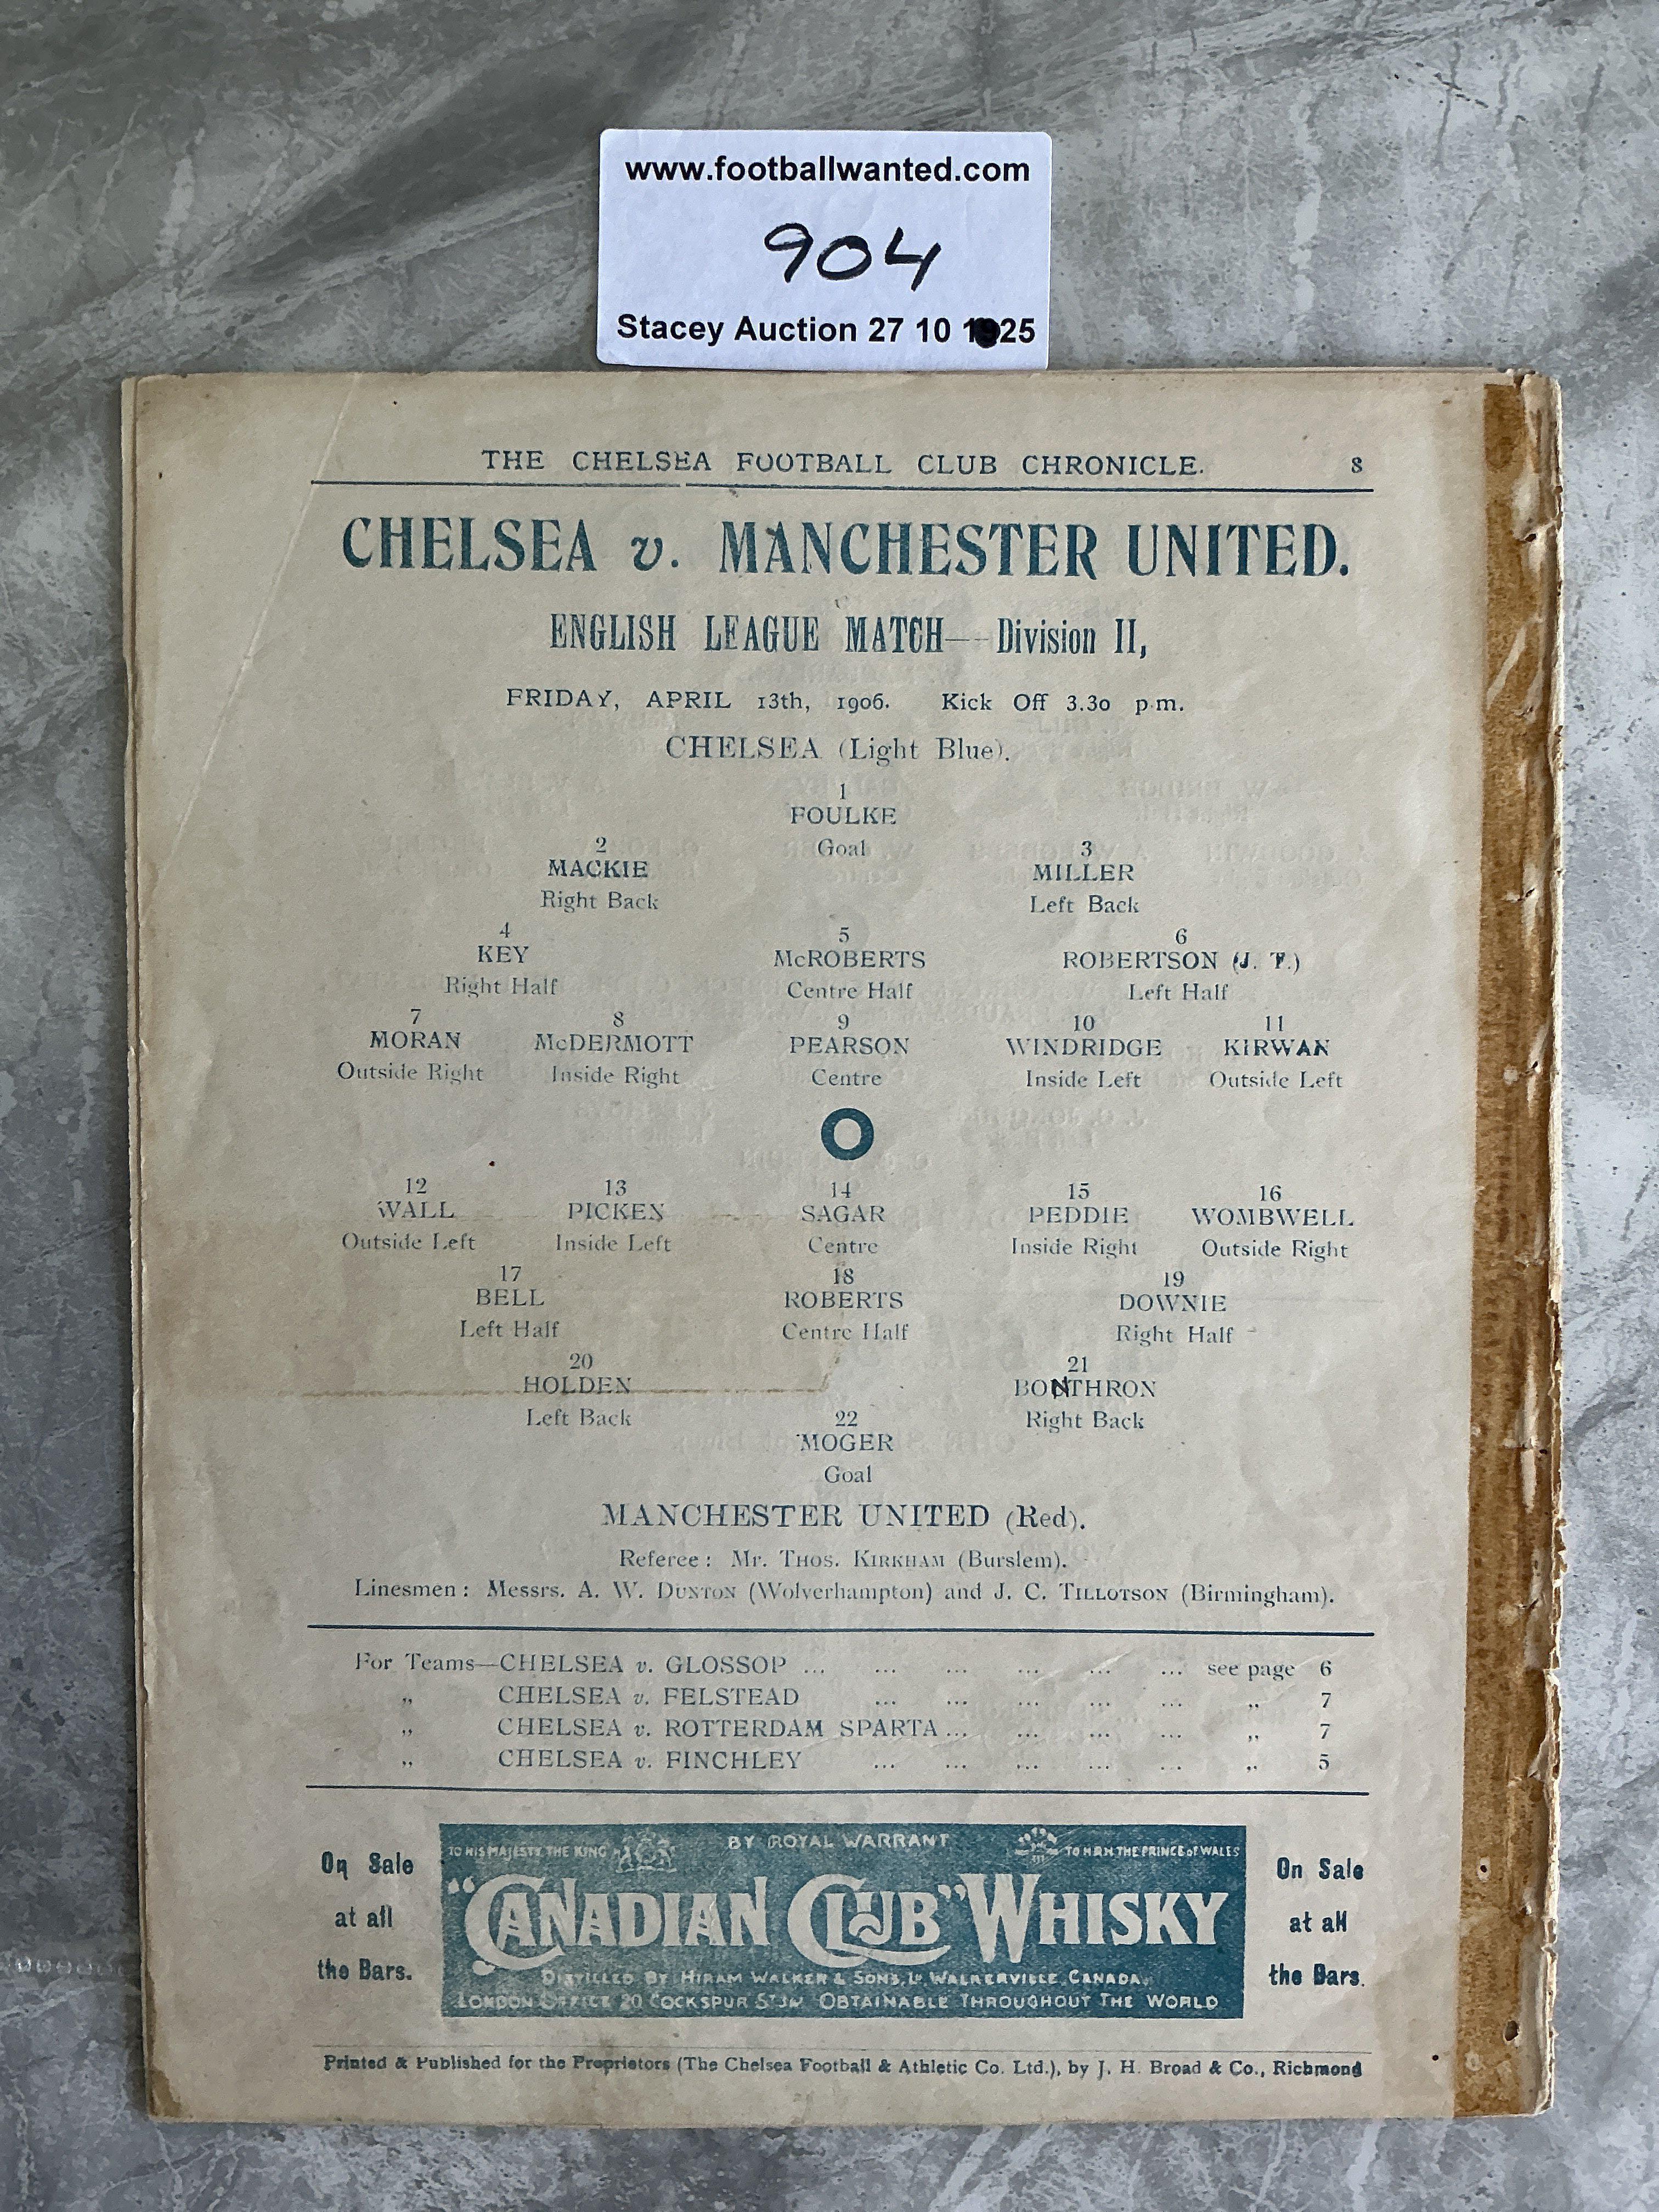 www.footballwanted.com
904
Stacey Auction 27 10 1925
THE CHELSEA FOOTBALL CLUB CHRONICLE. 8
CHELSEA v. MANCHESTER UNITED.
ENGLISH LEAGUE MATCH—Division II,
FRIDAY, APRIL 13th, 1906. Kick Off 3.30 p.m.
CHELSEA (Light Blue).
1
FOULKE
Goal
2 3
MACKIE MILLER
Right Back Left Back
4 5 6
KEY McROBERTS ROBERTSON (J. T.)
Right Half Centre Half Left Half
7 8 9 10 11
MORAN McDERMOTT PEARSON WINDRIDGE KIRWAN
Outside Right Inside Right Centre Inside Left Outside Left
12 13 14 15 16
WALL PICKEN SAGAR PEDDIE WOMBWELL
Outside Left Inside Left Centre Inside Right Outside Right
17 18 19
BELL ROBERTS DOWNIE
Left Half Centre Half Right Half
20 21
HOLDEN BONTHRON
Left Back Right Back
22
MOGER
Goal
MANCHESTER UNITED (Red).
Referee: Mr. THOS. KIRKHAM (Burslem).
Linesmen: Messrs. A. W. DUNTON (Wolverhampton) and J. C. TILLOTSON (Birmingham).
For Teams—CHELSEA v. GLOSSOP ... ... ... ... ... ... see page 6
„ CHELSEA v. FELSTEAD ... ... ... ... ... „ 7
„ CHELSEA v. ROTTERDAM SPARTA ... ... ... ... „ 7
„ CHELSEA v. FINCHLEY ... ... ... ... ... „ 5
On Sale
at all
the Bars.
TO HIS MAJESTY THE KING BY ROYAL WARRANT TO H.R.H. THE PRINCE OF WALES
"CANADIAN CLUB" WHISKY
DISTILLED BY HIRAM WALKER & SONS, Ld. WALKERVILLE, CANADA.
LONDON OFFICE 20 COCKSPUR ST SW OBTAINABLE THROUGHOUT THE WORLD
On Sale
at all
the Bars.
Printed & Published for the Proprietors (The Chelsea Football & Athletic Co. Ltd.), by J. H. Broad & Co., Richmond